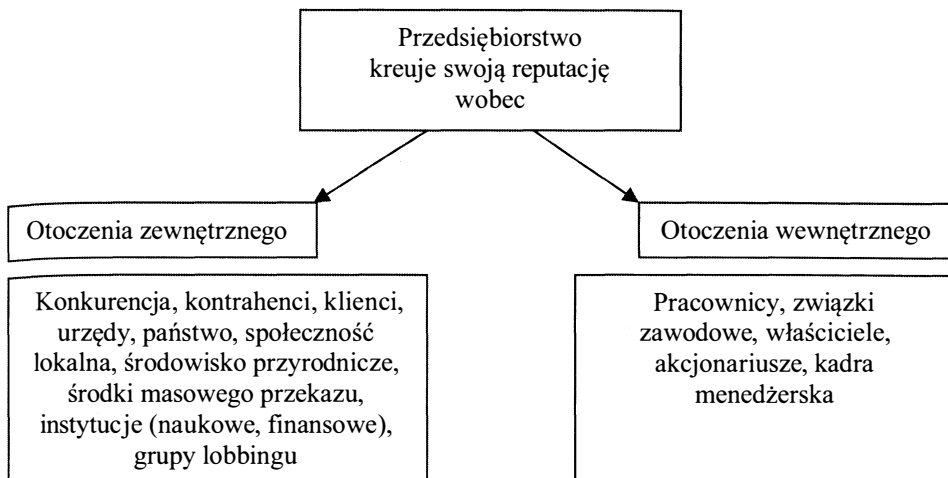 Przedsiębiorstwo
kreuje swoją reputację
wobec
Otoczenia zewnętrznego
Otoczenia wewnętrznego
Konkurencja, kontrahenci, klienci,
urzędy, państwo, społeczność
lokalna, środowisko przyrodnicze,
środki masowego przekazu,
instytucje (naukowe, finansowe),
grupy lobbingu
Pracownicy, związki
zawodowe, właściciele,
akcjonariusze, kadra
menedżerska